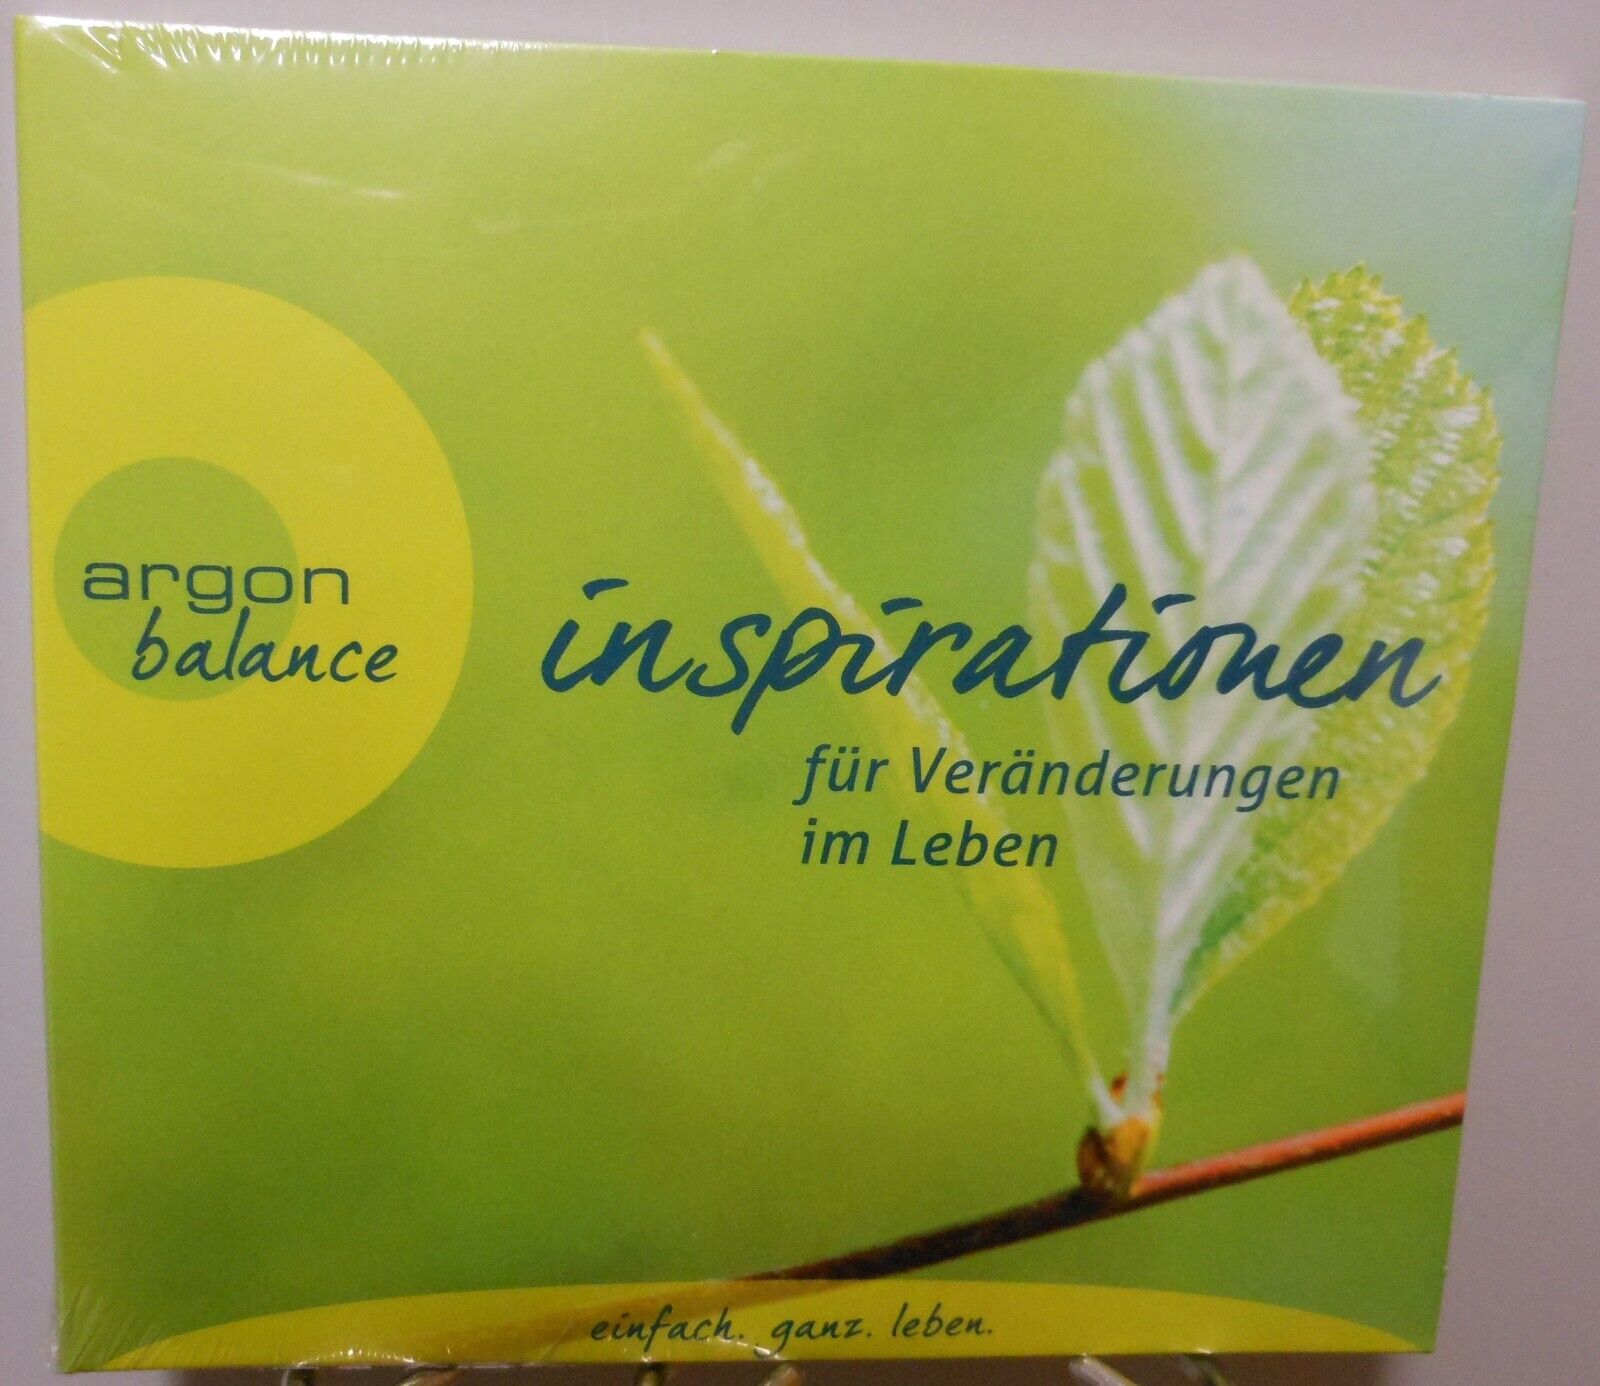 argon
balance
inspirationen
für Veränderungen
im Leben
einfach. ganz. leben.